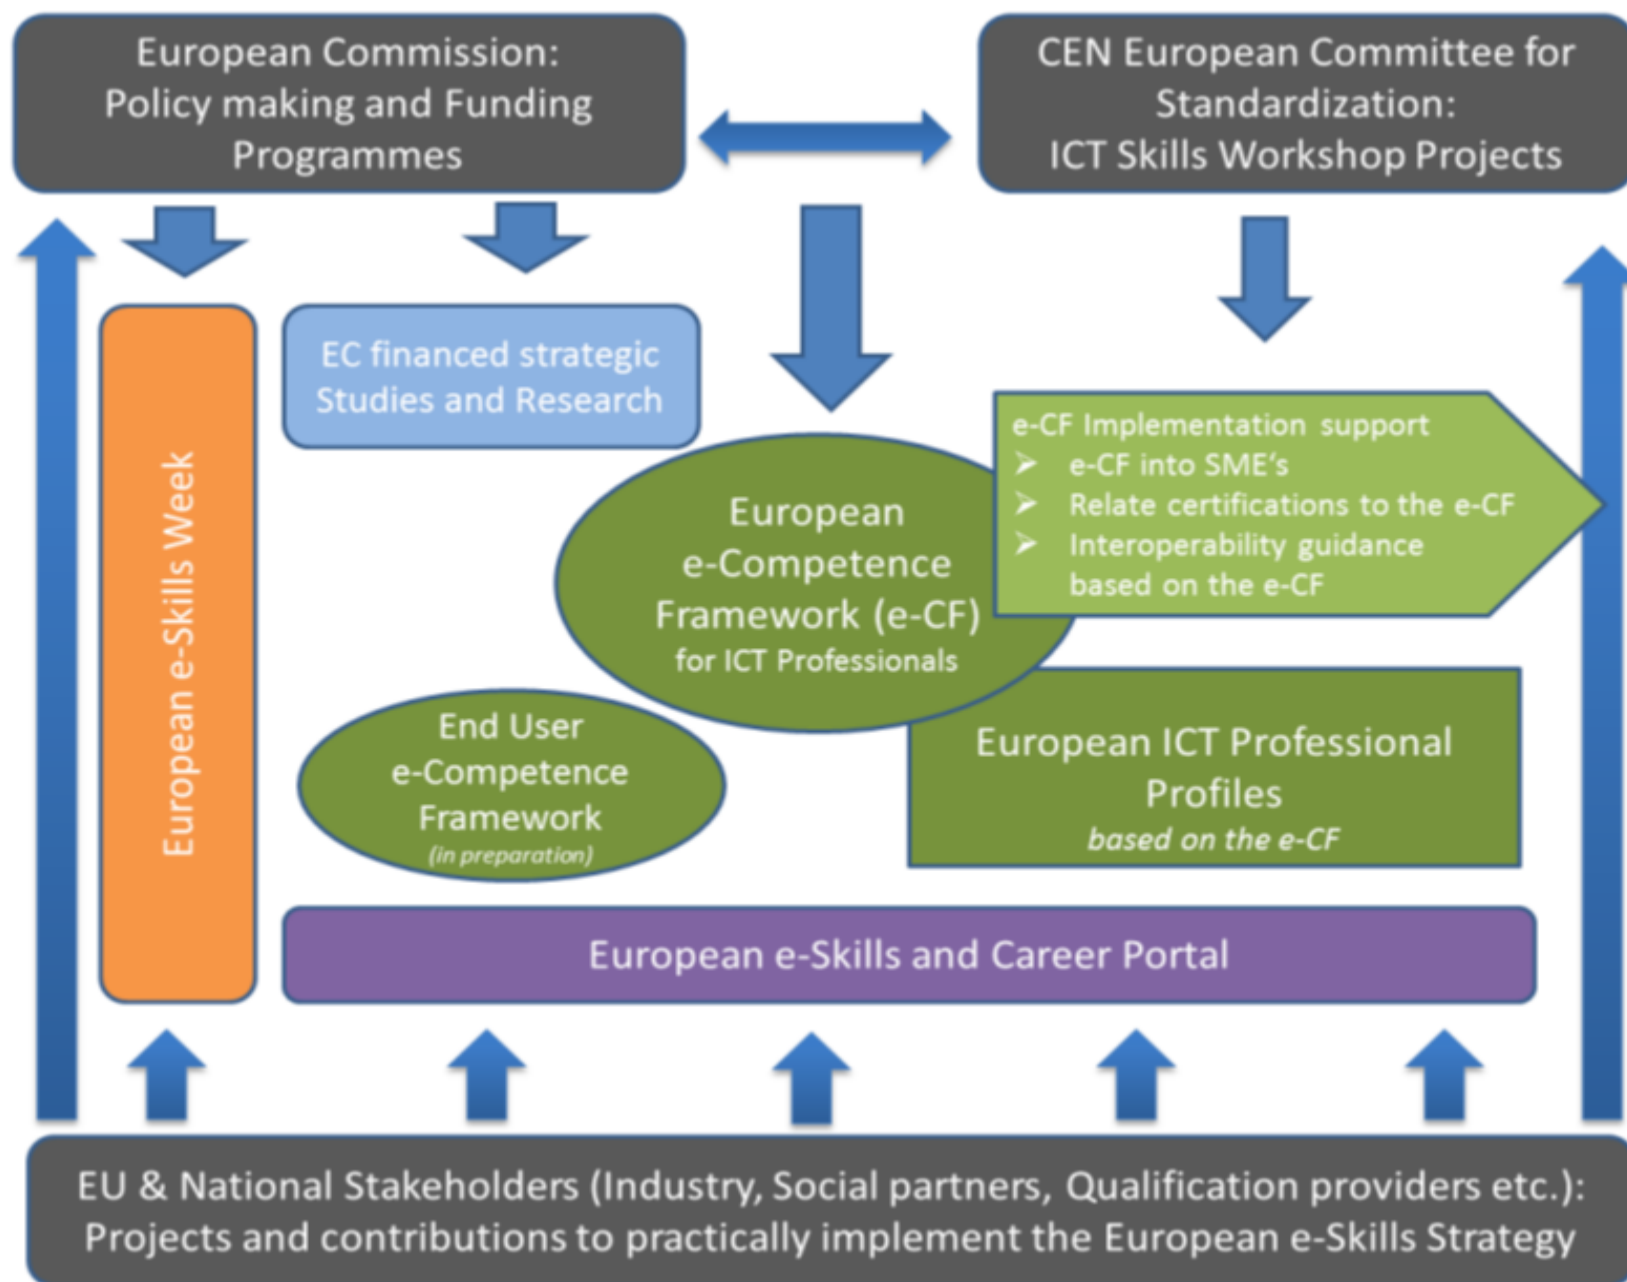 European Commission:
Policy making and Funding
Programmes
CEN European Committee for
Standardization:
ICT Skills Workshop Projects
European e-Skills Week
EC financed strategic
Studies and Research
European
e-Competence
Framework (e-CF)
for ICT Professionals
e-CF Implementation support
➢ e-CF into SME‘s
➢ Relate certifications to the e-CF
➢ Interoperability guidance
based on the e-CF
End User
e-Competence
Framework
(in preparation)
European ICT Professional
Profiles
based on the e-CF
European e-Skills and Career Portal
EU & National Stakeholders (Industry, Social partners, Qualification providers etc.):
Projects and contributions to practically implement the European e-Skills Strategy